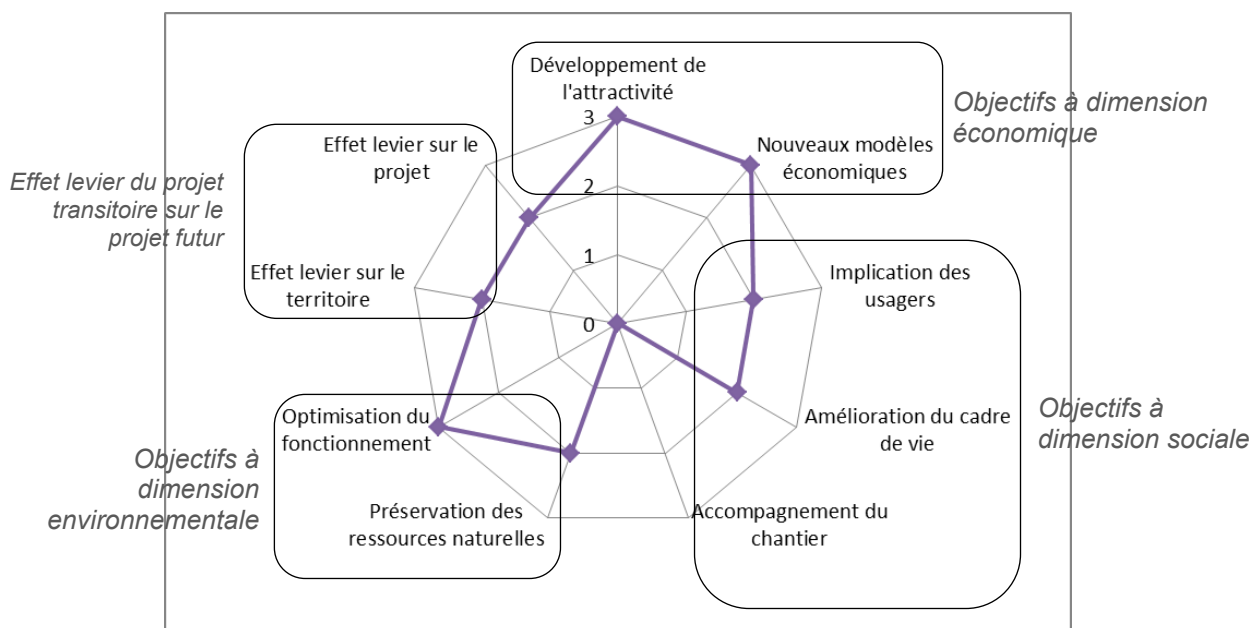 Développement de
l'attractivité
Objectifs à dimension
économique
3
Effet levier sur le
projet
Nouveaux modèles
économiques
Effet levier du projet
transitoire sur le
projet futur
2
1
Effet levier sur le
territoire
Implication des
usagers
0
Optimisation du
fonctionnement
Amélioration du cadre
de vie
Objectifs à
dimension sociale
Objectifs à
dimension
environnementale
Préservation des
ressources naturelles
Accompagnement du
chantier